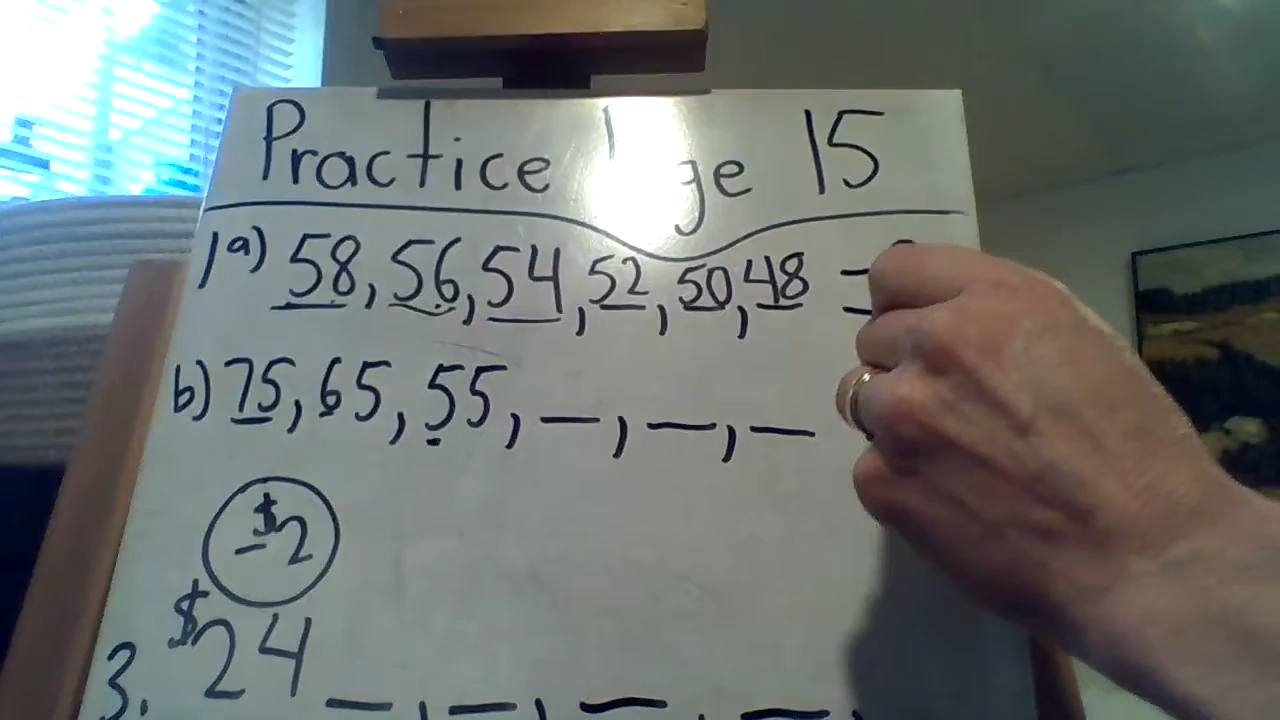 Practice ge 15
1a) 58, 56, 54, 52, 50, 48 =
b) 75, 65, 55, _, _, _
-$2
3. $24 _, _, _, _,